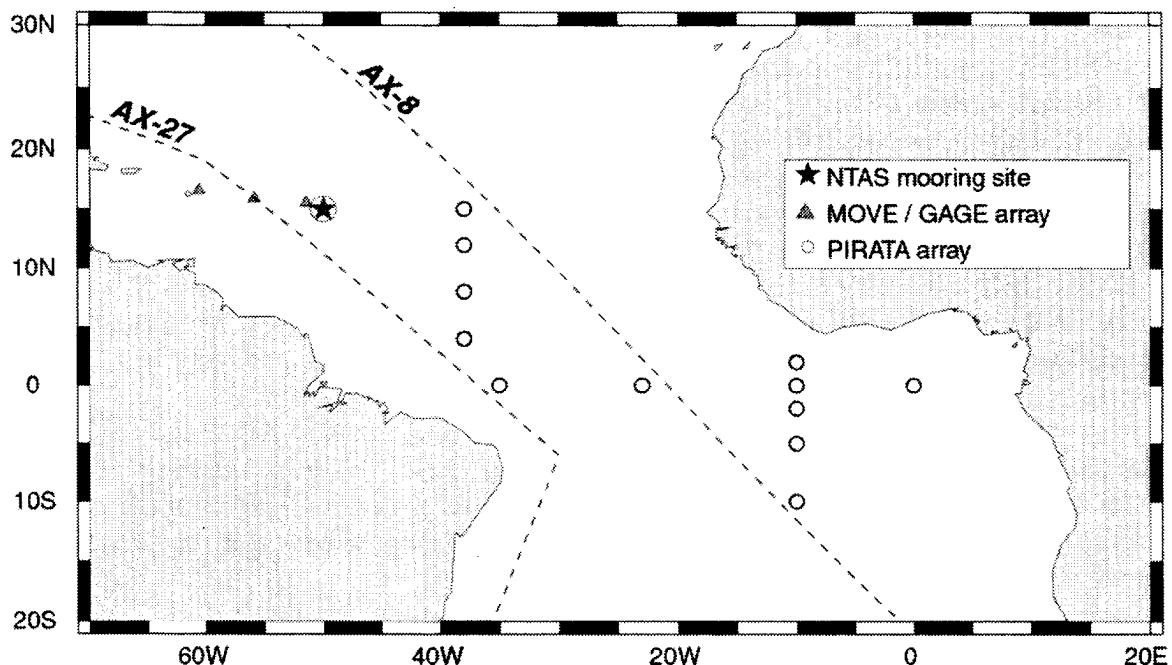 30N
AX-8
AX-27
20N
NTAS mooring site
MOVE / GAGE array
PIRATA array
10N
0
10S
20S
60W
40W
20W
0
20E